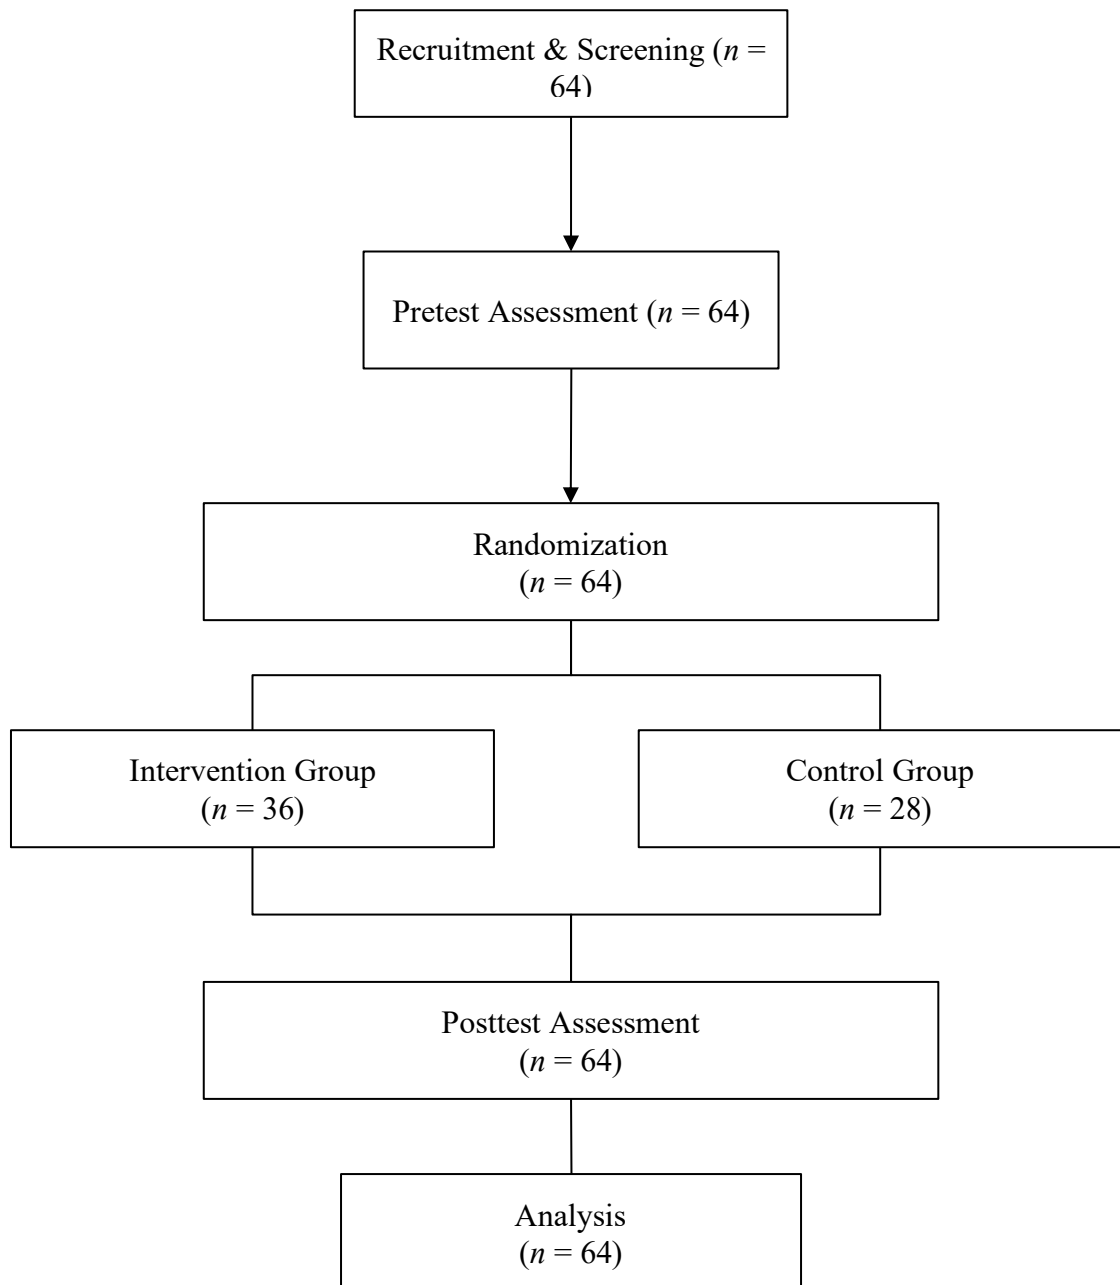 Recruitment & Screening (n =
64)
Pretest Assessment (n = 64)
Randomization
(n = 64)
Intervention Group
(n = 36)
Control Group
(n = 28)
Posttest Assessment
(n = 64)
Analysis
(n = 64)